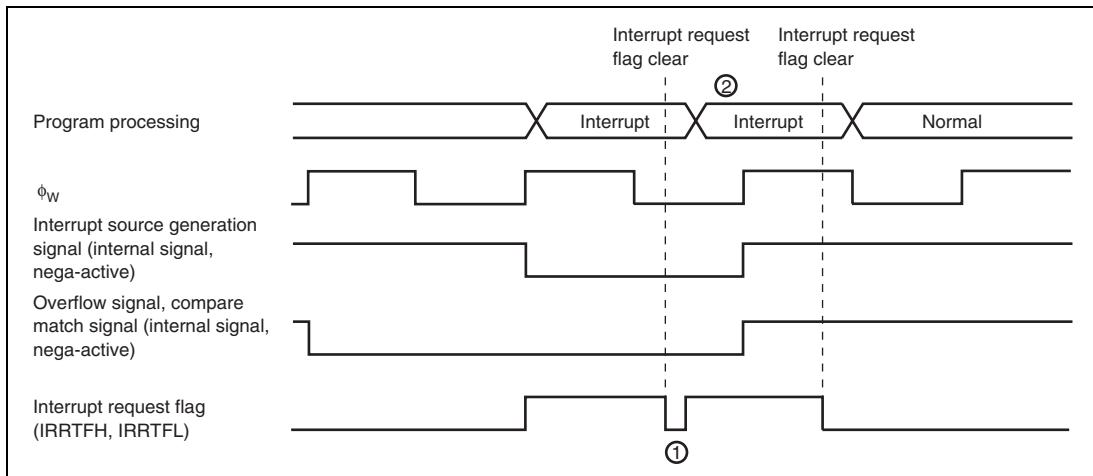 Interrupt request
flag clear
Interrupt request
flag clear
②
Program processing
Interrupt
Interrupt
Normal
ϕW
Interrupt source generation
signal (internal signal,
nega-active)
Overflow signal, compare
match signal (internal signal,
nega-active)
Interrupt request flag
(IRRTFH, IRRTFL)
①